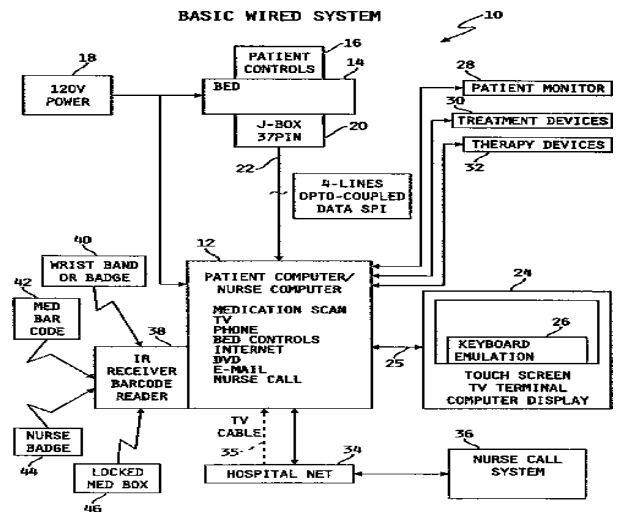 BASIC WIRED SYSTEM
10
16
PATIENT
CONTROLS
14
18
120V
POWER
BED
J-BOX
37PIN
20
22
28
PATIENT MONITOR
30
TREATMENT DEVICES
THERAPY DEVICES
32
4-LINES
OPTO-COUPLED
DATA SPI
12
PATIENT COMPUTER/
NURSE COMPUTER
MEDICATION SCAN
TV
PHONE
BED CONTROLS
INTERNET
DVD
E-MAIL
NURSE CALL
40
WRIST BAND
OR BADGE
42
MED
BAR
CODE
38
IR
RECEIVER
BARCODE
READER
NURSE
BADGE
44
LOCKED
MED BOX
46
24
26
KEYBOARD
EMULATION
25
TOUCH SCREEN
TV TERMINAL
COMPUTER DISPLAY
TV
CABLE
35
34
HOSPITAL NET
36
NURSE CALL
SYSTEM